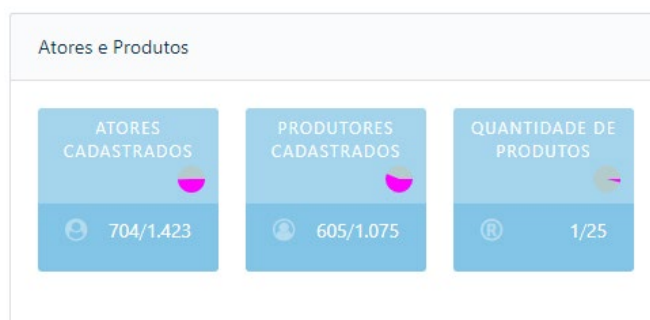 Atores e Produtos
ATORES
CADASTRADOS
704/1.423
PRODUTORES
CADASTRADOS
605/1.075
QUANTIDADE DE
PRODUTOS
® 1/25